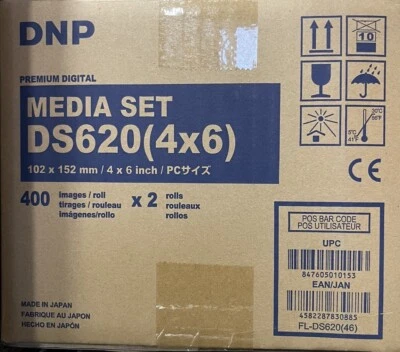 DNP
PREMIUM DIGITAL
MEDIA SET
DS620(4x6)
102 x 152 mm / 4 x 6 inch / PCサイズ
400 images / roll x 2 rolls
tirages / rouleau rouleaux
imágenes/rollo rollos
10
CE
POS BAR CODE
POS UTILISATEUR
UPC
847605010153
EAN/JAN
4582287830885
FL-DS620(46)
MADE IN JAPAN
FABRIQUE AU JAPON
HECHO EN JAPÓN